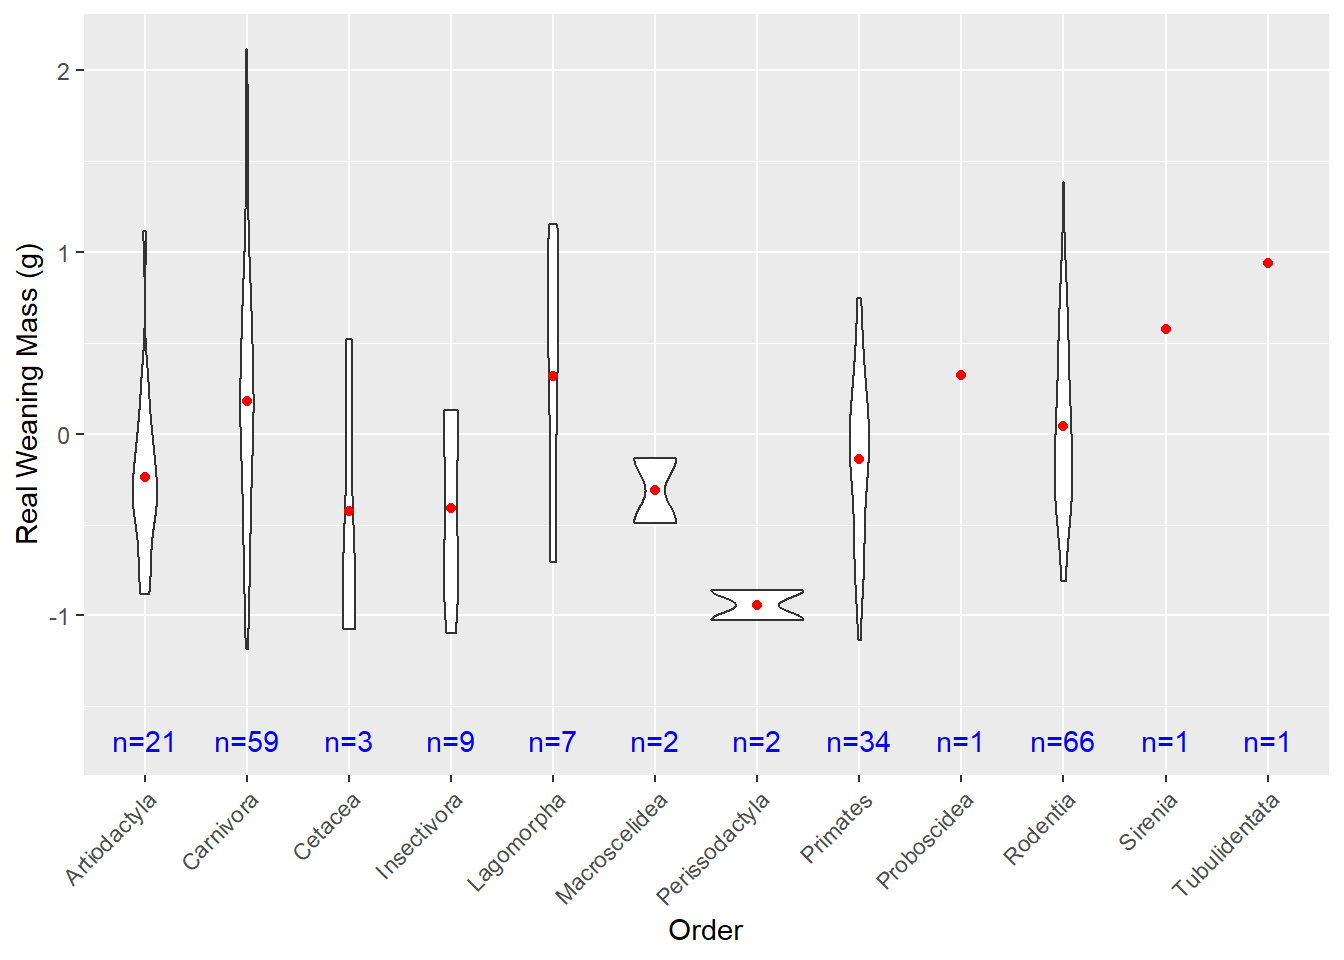 Real Weaning Mass (g)
2
1
0
-1
n=21 n=59 n=3 n=9 n=7 n=2 n=2 n=34 n=1 n=66 n=1 n=1
Artiodactyla Carnivora Cetacea Insectivora Lagomorpha Macroscelidea Perissodactyla Primates Proboscidea Rodentia Sirenia Tubulidentata
Order